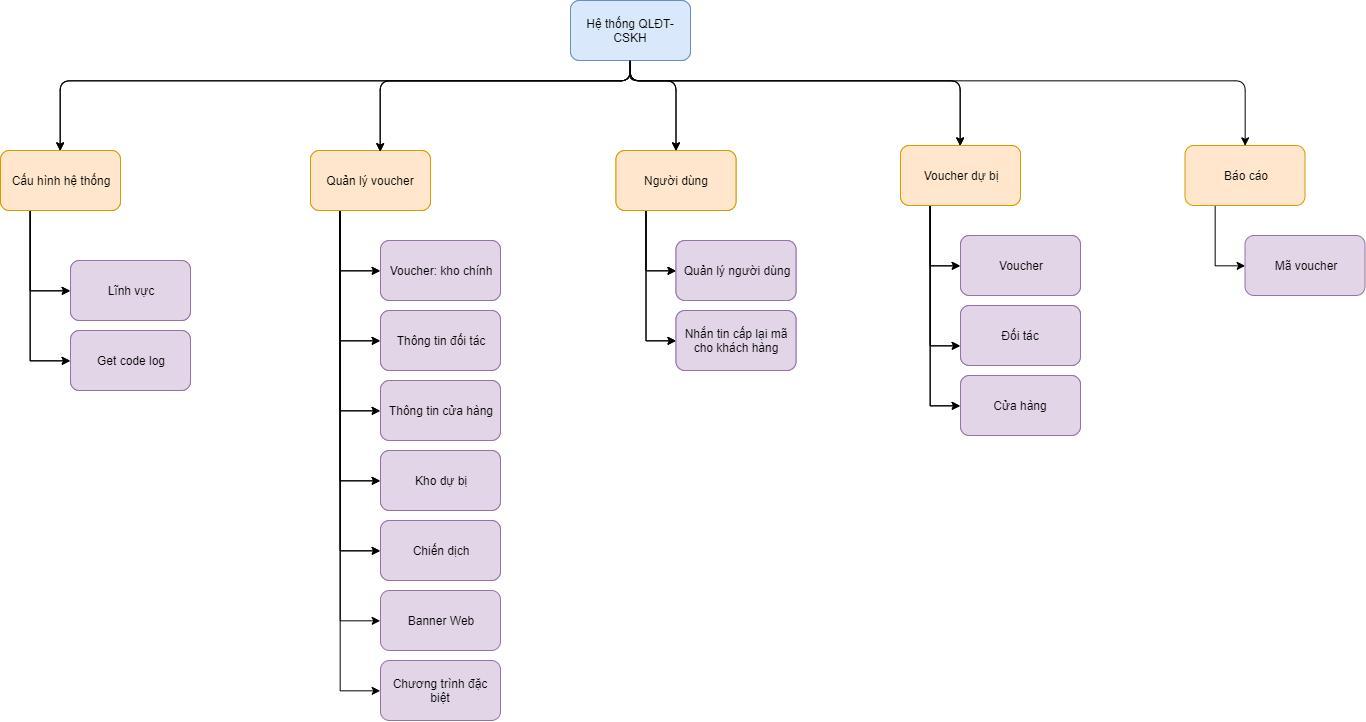 Hệ thống QLĐT-
CSKH
Cấu hình hệ thống
Lĩnh vực
Get code log
Quản lý voucher
Voucher: kho chính
Thông tin đối tác
Thông tin cửa hàng
Kho dự bị
Chiến dịch
Banner Web
Chương trình đặc
biệt
Người dùng
Quản lý người dùng
Nhắn tin cấp lại mã
cho khách hàng
Voucher dự bị
Voucher
Đối tác
Cửa hàng
Báo cáo
Mã voucher